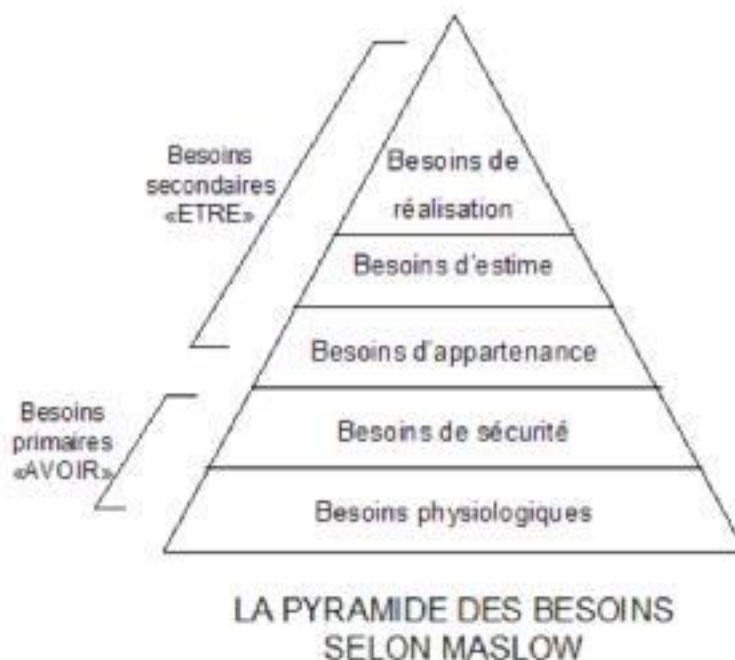 Besoins de
réalisation
Besoins
secondaires
«ETRE»
Besoins d'estime
Besoins d'appartenance
Besoins
primaires
«AVOIR»
Besoins de sécurité
Besoins physiologiques
LA PYRAMIDE DES BESOINS
SELON MASLOW